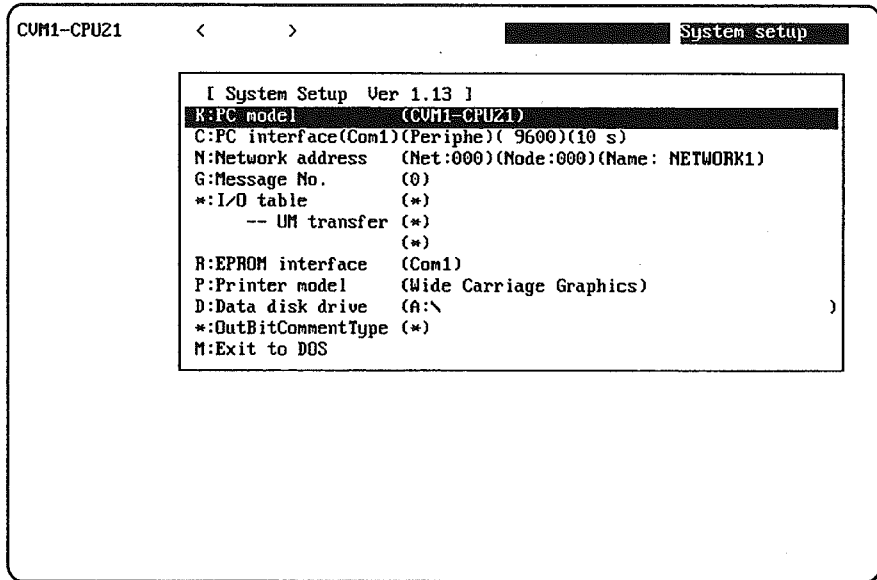 CVM1-CPU21 < > System setup
[ System Setup Ver 1.13 ]
K:PC model (CVM1-CPU21)
C:PC interface(Com1)(Periphe)( 9600)(10 s)
N:Network address (Net:000)(Node:000)(Name: NETWORK1)
G:Message No. (0)
*:I/O table (*)
-- UM transfer (*)
(*)
R:EPROM interface (Com1)
P:Printer model (Wide Carriage Graphics)
D:Data disk drive (A:\ )
*:OutBitCommentType (*)
M:Exit to DOS